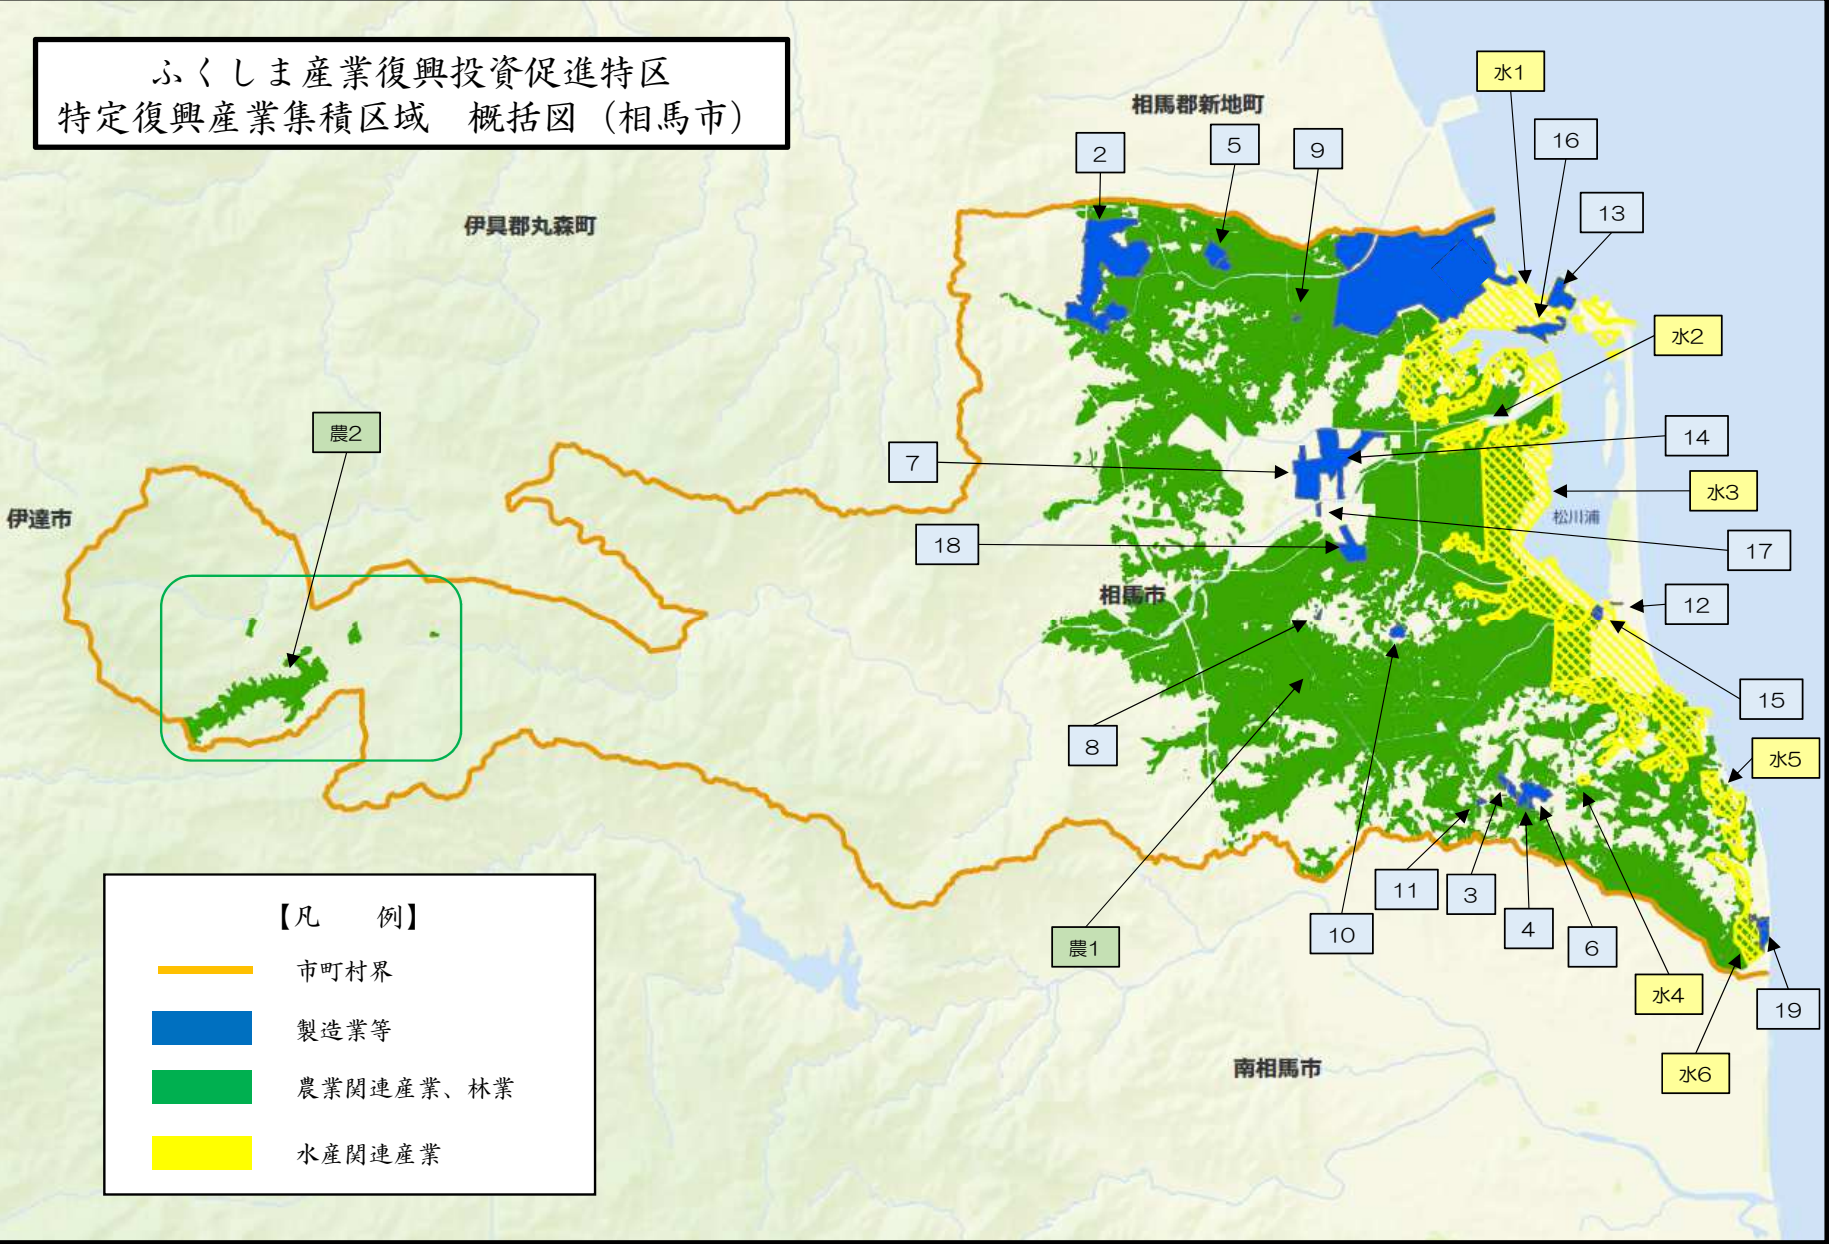 ふくしま産業復興投資促進特区
特定復興産業集積区域　概括図（相馬市）
水1
相馬郡新地町
16
2
5
9
13
伊具郡丸森町
水2
農2
14
7
水3
伊達市
松川浦
18
17
相馬市
12
15
8
水5
11
3
10
4
6
農1
水4
19
南相馬市
水6
【凡　例】
市町村界
製造業等
農業関連産業、林業
水産関連産業